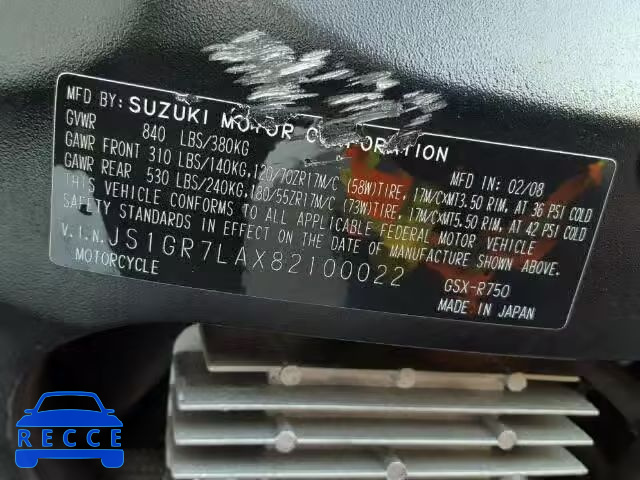 MFD BY: SUZUKI MOTOR CORPORATION
GVWR 840 LBS/380KG MFD IN: 02/08
GAWR FRONT 310 LBS/140KG,120/70ZR17M/C (58W)TIRE, 17M/CXMT3.50 RIM, AT 36 PSI COLD
GAWR REAR 530 LBS/240KG,180/55ZR17M/C (73W)TIRE, 17M/CXMT5.50 RIM, AT 42 PSI COLD
THIS VEHICLE CONFORMS TO ALL APPLICABLE FEDERAL MOTOR VEHICLE
SAFETY STANDARDS IN EFFECT ON THE DATE OF MANUFACTURE SHOWN ABOVE.
V.I.N. JS1GR7LAX82100022
MOTORCYCLE GSX-R750
MADE IN JAPAN
RECCE